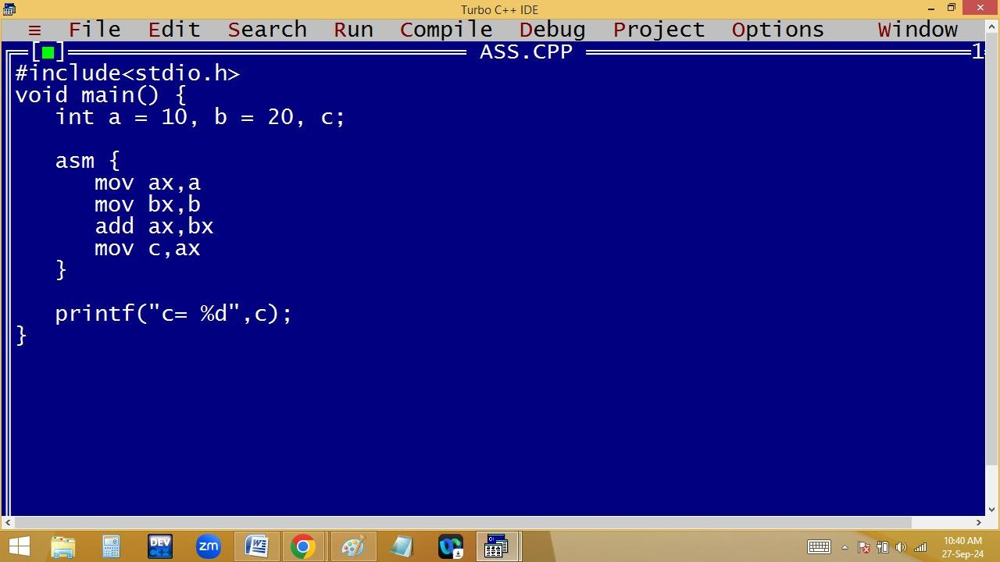 Turbo C++ IDE
≡ File Edit Search Run Compile Debug Project Options Window
[■] ASS.CPP 1
#include<stdio.h>
void main() {
   int a = 10, b = 20, c;
   asm {
      mov ax,a
      mov bx,b
      add ax,bx
      mov c,ax
   }
   printf("c= %d",c);
}
DEV C++ zm W
10:40 AM
27-Sep-24